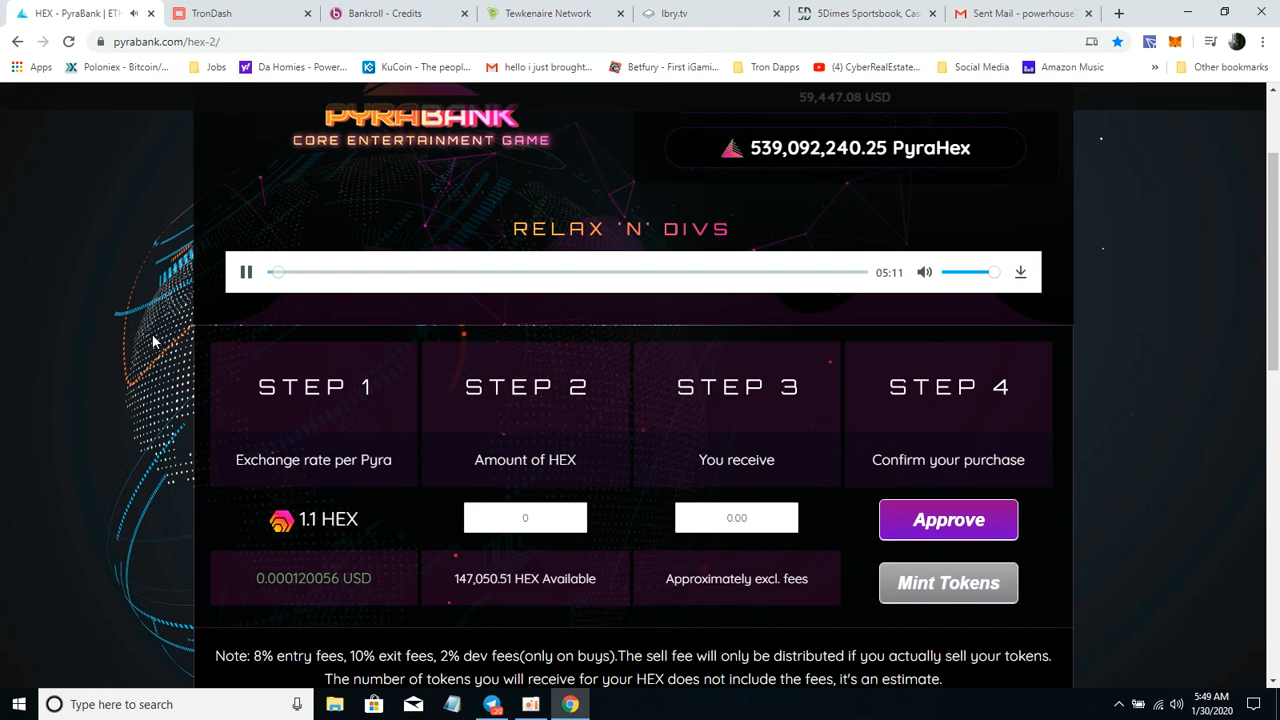 HEX - PyraBank | ETH
TronDash
Bankroll - Credits
Tewkenaire Network
lbry.tv
5Dimes Sportsbook, Cas
Sent Mail - powerhouse
pyrabank.com/hex-2/
Apps
Poloniex - Bitcoin/...
Jobs
Da Homies - Power...
KuCoin - The peopl...
hello i just brought...
Betfury - First iGami...
Tron Dapps
(4) CyberRealEstate...
Social Media
Amazon Music
»
Other bookmarks
59,447.08 USD
PYRABANK
CORE ENTERTAINMENT GAME
539,092,240.25 PyraHex
RELAX 'N' DIVS
05:11
STEP 1
STEP 2
STEP 3
STEP 4
Exchange rate per Pyra
Amount of HEX
You receive
Confirm your purchase
1.1 HEX
0
0.00
Approve
0.000120056 USD
147,050.51 HEX Available
Approximately excl. fees
Mint Tokens
Note: 8% entry fees, 10% exit fees, 2% dev fees(only on buys).The sell fee will only be distributed if you actually sell your tokens.
The number of tokens you will receive for your HEX does not include the fees, it's an estimate.
Type here to search
5:49 AM
1/30/2020